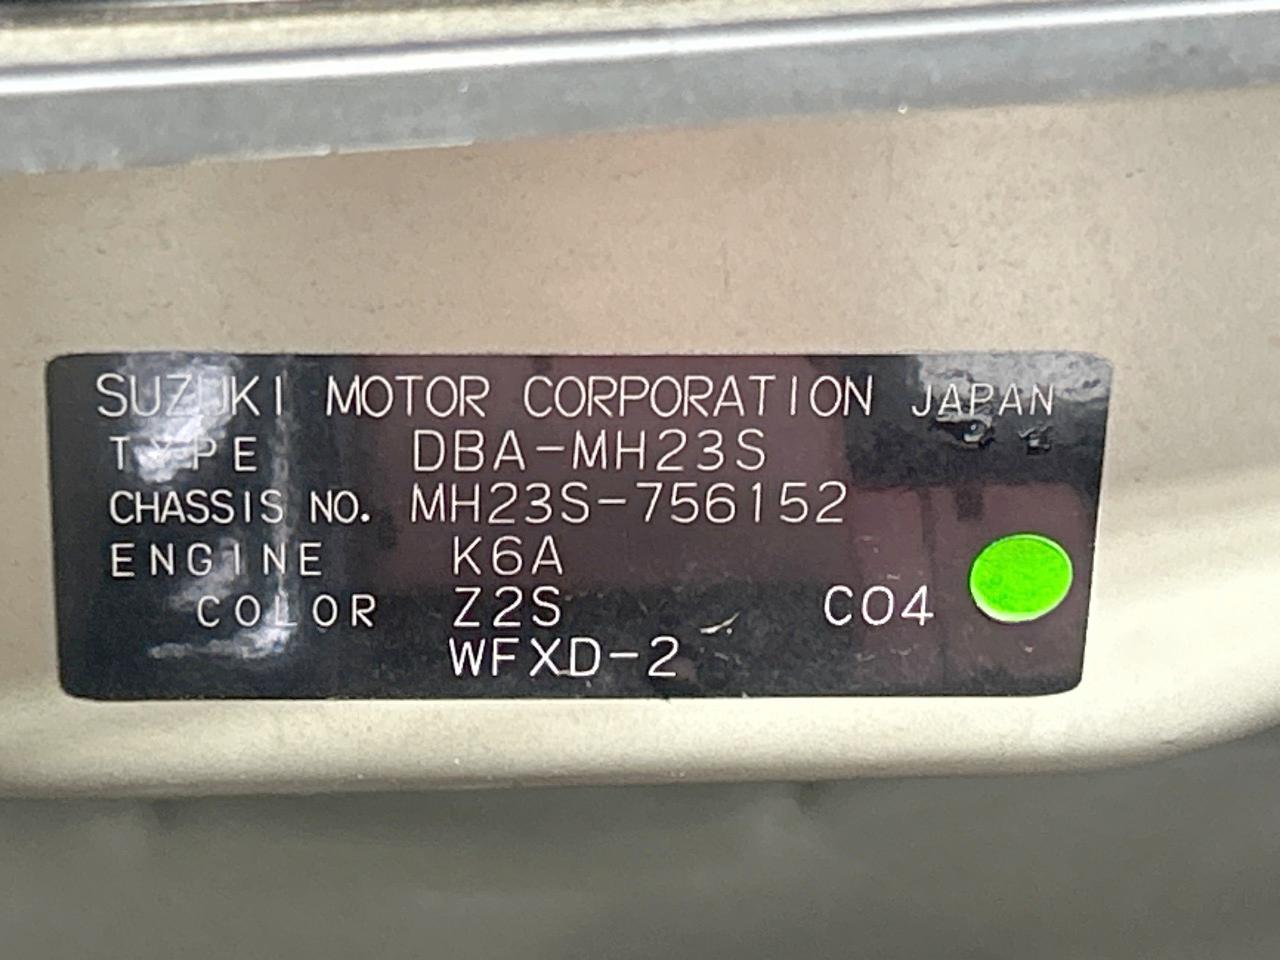 SUZUKI MOTOR CORPORATION JAPAN
TYPE DBA-MH23S
CHASSIS NO. MH23S-756152
ENGINE K6A
COLOR Z2S C04
WFXD-2